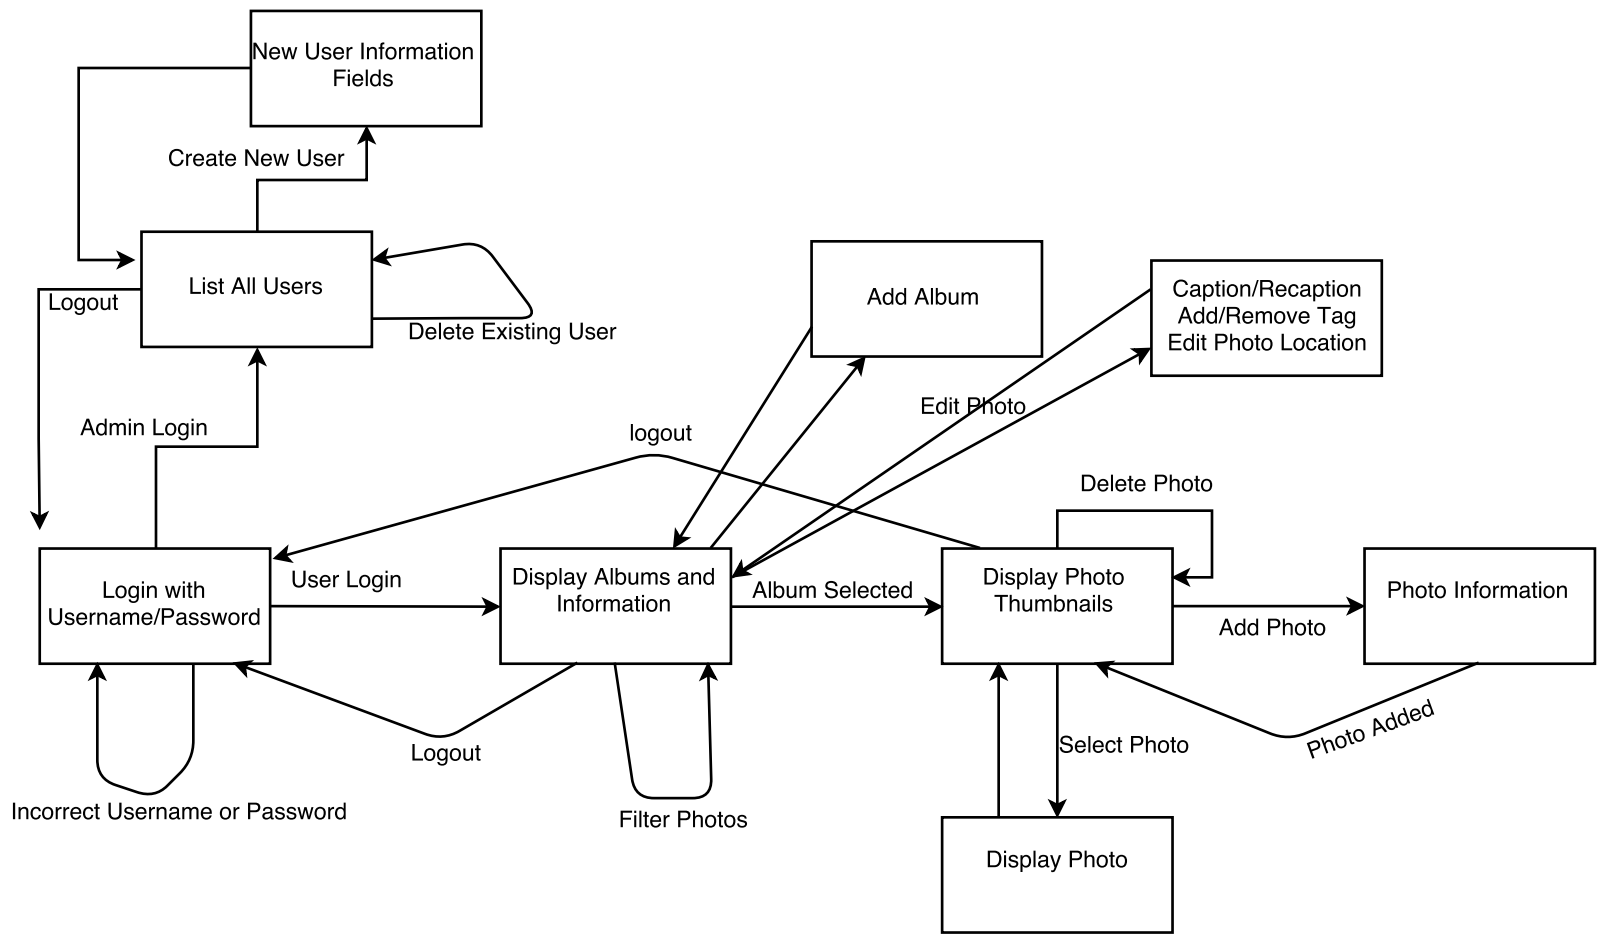 New User Information
Fields
Create New User
List All Users
Logout
Delete Existing User
Add Album
Caption/Recaption
Add/Remove Tag
Edit Photo Location
Edit Photo
Admin Login
logout
Delete Photo
Login with
Username/Password
User Login
Display Albums and
Information
Album Selected
Display Photo
Thumbnails
Add Photo
Photo Information
Logout
Select Photo
Photo Added
Incorrect Username or Password
Filter Photos
Display Photo